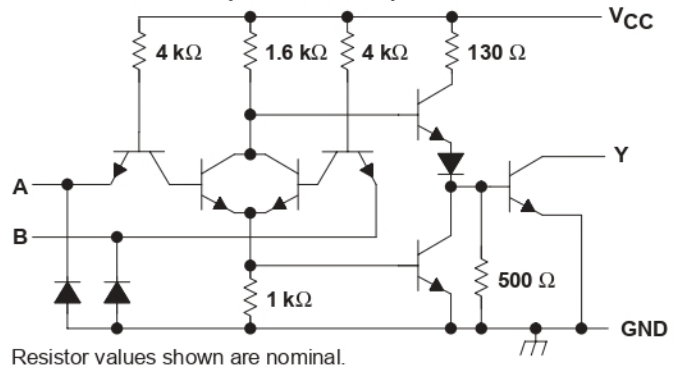 VCC
4 kΩ 1.6 kΩ 4 kΩ 130 Ω
Y
A
B
500 Ω
1 kΩ
GND
Resistor values shown are nominal.